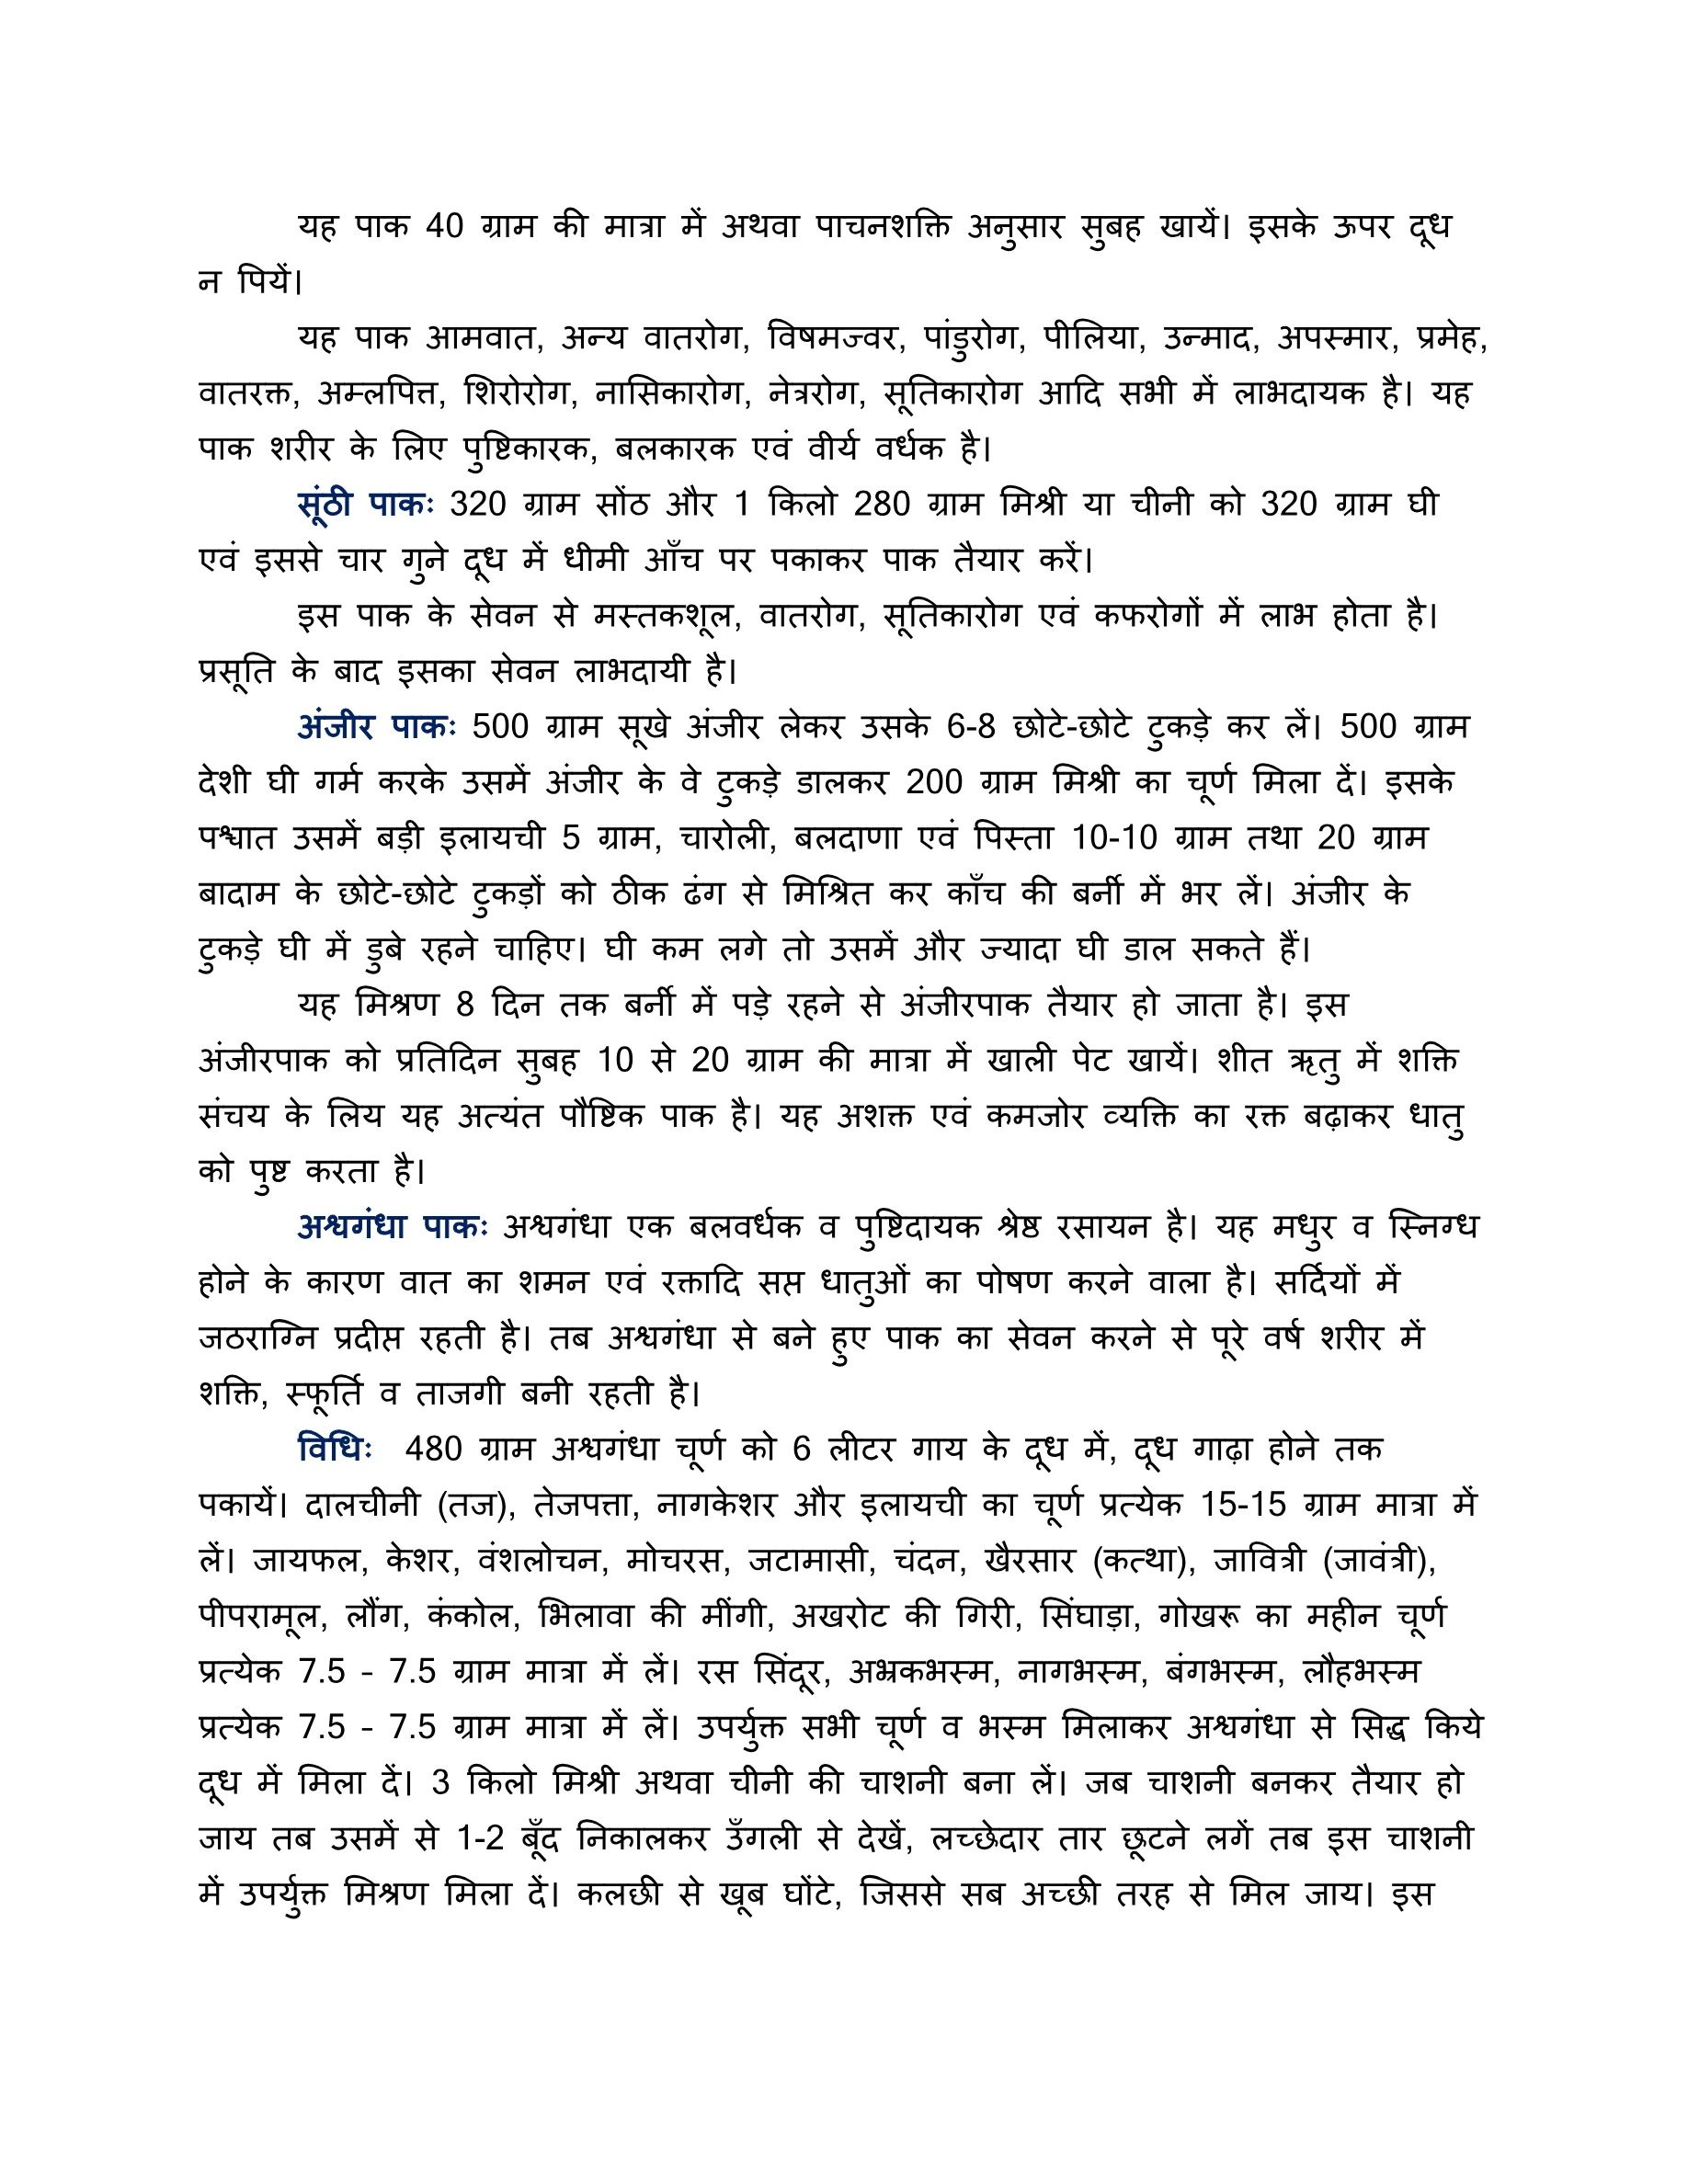 यह पाक 40 ग्राम की मात्रा में अथवा पाचनशक्ति अनुसार सुबह खायें। इसके ऊपर दूध
न पियें।
यह पाक आमवात, अन्य वातरोग, विषमज्वर, पांडुरोग, पीलिया, उन्माद, अपस्मार, प्रमेह,
वातरक्त, अम्लपित्त, शिरोरोग, नासिकारोग, नेत्ररोग, सूतिकारोग आदि सभी में लाभदायक है। यह
पाक शरीर के लिए पुष्टिकारक, बलकारक एवं वीर्य वर्धक है।
सूंठी पाकः 320 ग्राम सोंठ और 1 किलो 280 ग्राम मिश्री या चीनी को 320 ग्राम घी
एवं इससे चार गुने दूध में धीमी आँच पर पकाकर पाक तैयार करें।
इस पाक के सेवन से मस्तकशूल, वातरोग, सूतिकारोग एवं कफरोगों में लाभ होता है।
प्रसूति के बाद इसका सेवन लाभदायी है।
अंजीर पाकः 500 ग्राम सूखे अंजीर लेकर उसके 6-8 छोटे-छोटे टुकड़े कर लें। 500 ग्राम
देशी घी गर्म करके उसमें अंजीर के वे टुकड़े डालकर 200 ग्राम मिश्री का चूर्ण मिला दें। इसके
पश्चात उसमें बड़ी इलायची 5 ग्राम, चारोली, बलदाणा एवं पिस्ता 10-10 ग्राम तथा 20 ग्राम
बादाम के छोटे-छोटे टुकड़ों को ठीक ढंग से मिश्रित कर काँच की बर्नी में भर लें। अंजीर के
टुकड़े घी में डुबे रहने चाहिए। घी कम लगे तो उसमें और ज्यादा घी डाल सकते हैं।
यह मिश्रण 8 दिन तक बर्नी में पड़े रहने से अंजीरपाक तैयार हो जाता है। इस
अंजीरपाक को प्रतिदिन सुबह 10 से 20 ग्राम की मात्रा में खाली पेट खायें। शीत ऋतु में शक्ति
संचय के लिय यह अत्यंत पौष्टिक पाक है। यह अशक्त एवं कमजोर व्यक्ति का रक्त बढ़ाकर धातु
को पुष्ट करता है।
अश्वगंधा पाकः अश्वगंधा एक बलवर्धक व पुष्टिदायक श्रेष्ठ रसायन है। यह मधुर व स्निग्ध
होने के कारण वात का शमन एवं रक्तादि सप्त धातुओं का पोषण करने वाला है। सर्दियों में
जठराग्नि प्रदीप्त रहती है। तब अश्वगंधा से बने हुए पाक का सेवन करने से पूरे वर्ष शरीर में
शक्ति, स्फूर्ति व ताजगी बनी रहती है।
विधिः 480 ग्राम अश्वगंधा चूर्ण को 6 लीटर गाय के दूध में, दूध गाढ़ा होने तक
पकायें। दालचीनी (तज), तेजपत्ता, नागकेशर और इलायची का चूर्ण प्रत्येक 15-15 ग्राम मात्रा में
लें। जायफल, केशर, वंशलोचन, मोचरस, जटामासी, चंदन, खैरसार (कत्था), जावित्री (जावंत्री),
पीपरामूल, लौंग, कंकोल, भिलावा की मींगी, अखरोट की गिरी, सिंघाड़ा, गोखरू का महीन चूर्ण
प्रत्येक 7.5 – 7.5 ग्राम मात्रा में लें। रस सिंदूर, अभ्रकभस्म, नागभस्म, बंगभस्म, लौहभस्म
प्रत्येक 7.5 – 7.5 ग्राम मात्रा में लें। उपर्युक्त सभी चूर्ण व भस्म मिलाकर अश्वगंधा से सिद्ध किये
दूध में मिला दें। 3 किलो मिश्री अथवा चीनी की चाशनी बना लें। जब चाशनी बनकर तैयार हो
जाय तब उसमें से 1-2 बूँद निकालकर उँगली से देखें, लच्छेदार तार छूटने लगें तब इस चाशनी
में उपर्युक्त मिश्रण मिला दें। कलछी से खूब घोंटे, जिससे सब अच्छी तरह से मिल जाय। इस